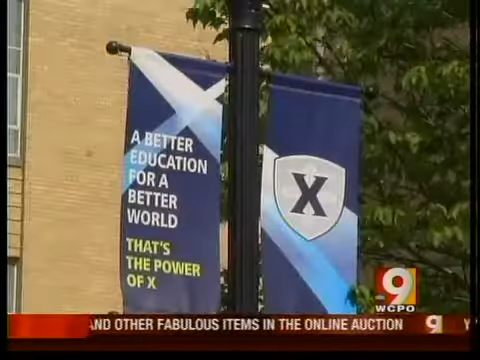 A BETTER
EDUCATION
FOR A
BETTER
WORLD
THAT'S
THE POWER
OF X
X
9
WCPO
AND OTHER FABULOUS ITEMS IN THE ONLINE AUCTION 9 Y